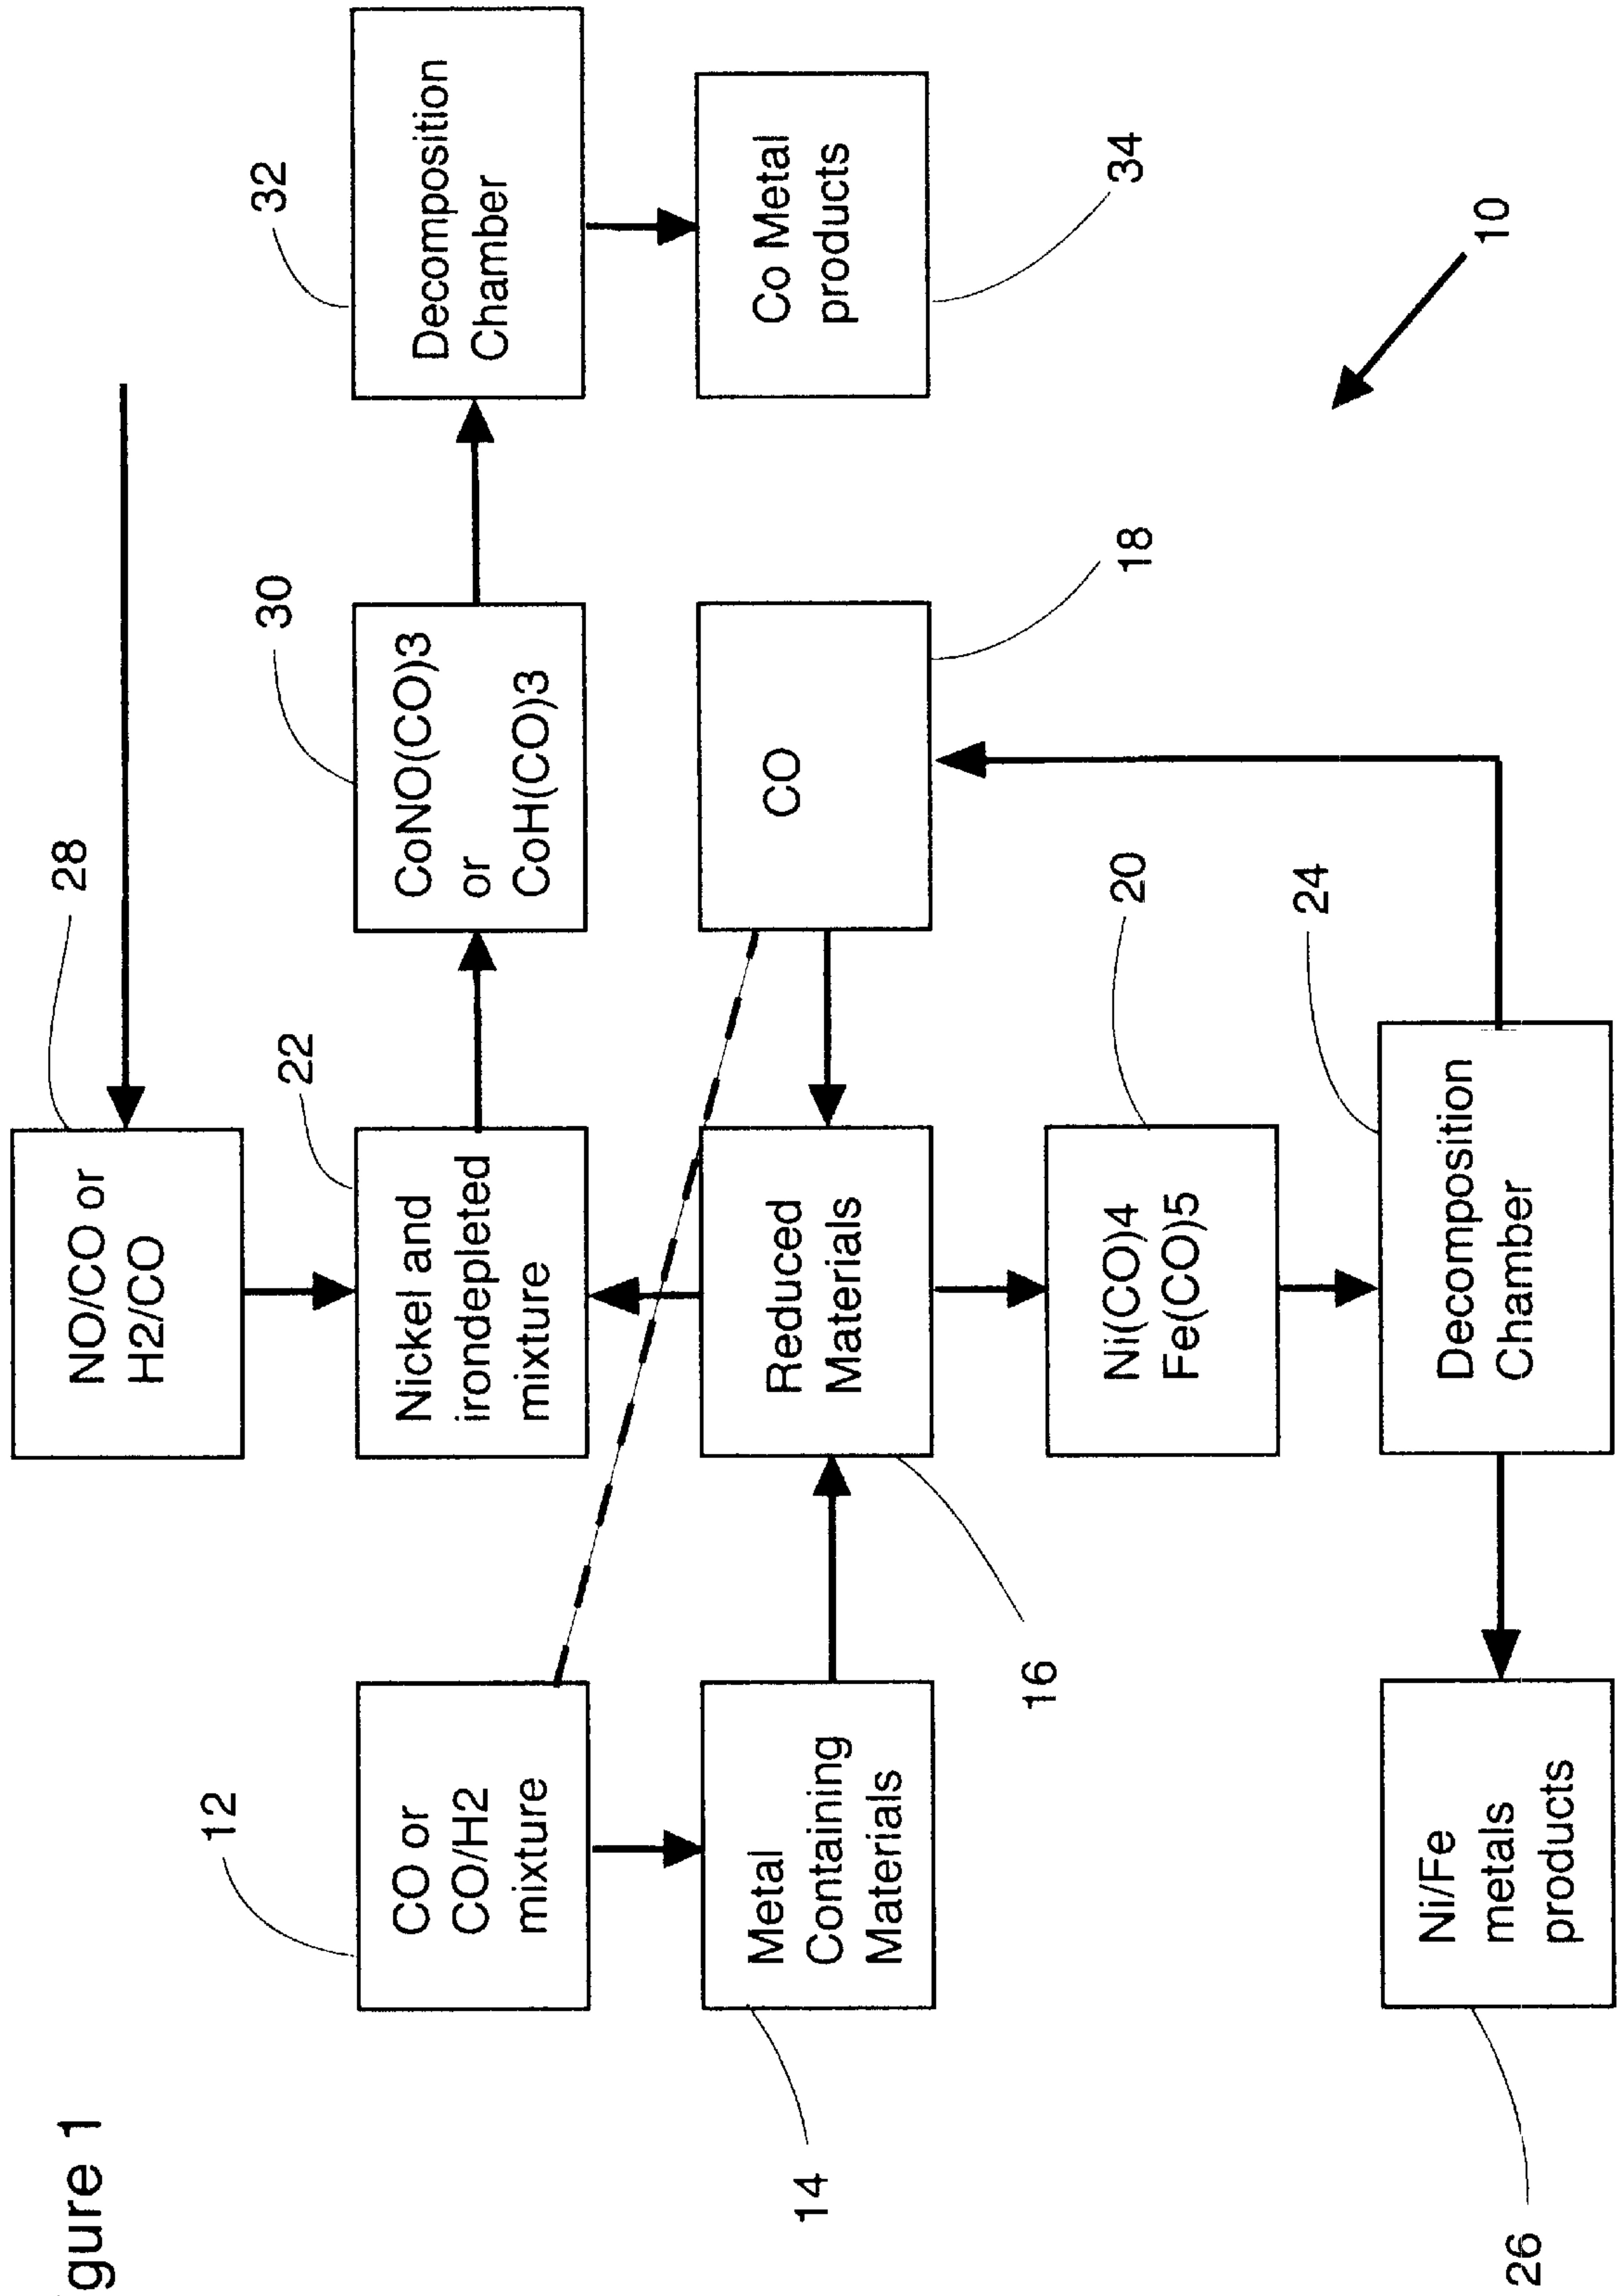 gure 1
28
NO/CO or
H2/CO
12
CO or
CO/H2
mixture
22
Nickel and
irondepleted
mixture
30
CoNO(CO)3
or
CoH(CO)3
32
Decomposition
Chamber
14
Metal
Containing
Materials
16
Reduced
Materials
CO
18
Co Metal
products
34
Ni(CO)4
Fe(CO)5
20
10
26
Ni/Fe
metals
products
Decomposition
Chamber
24